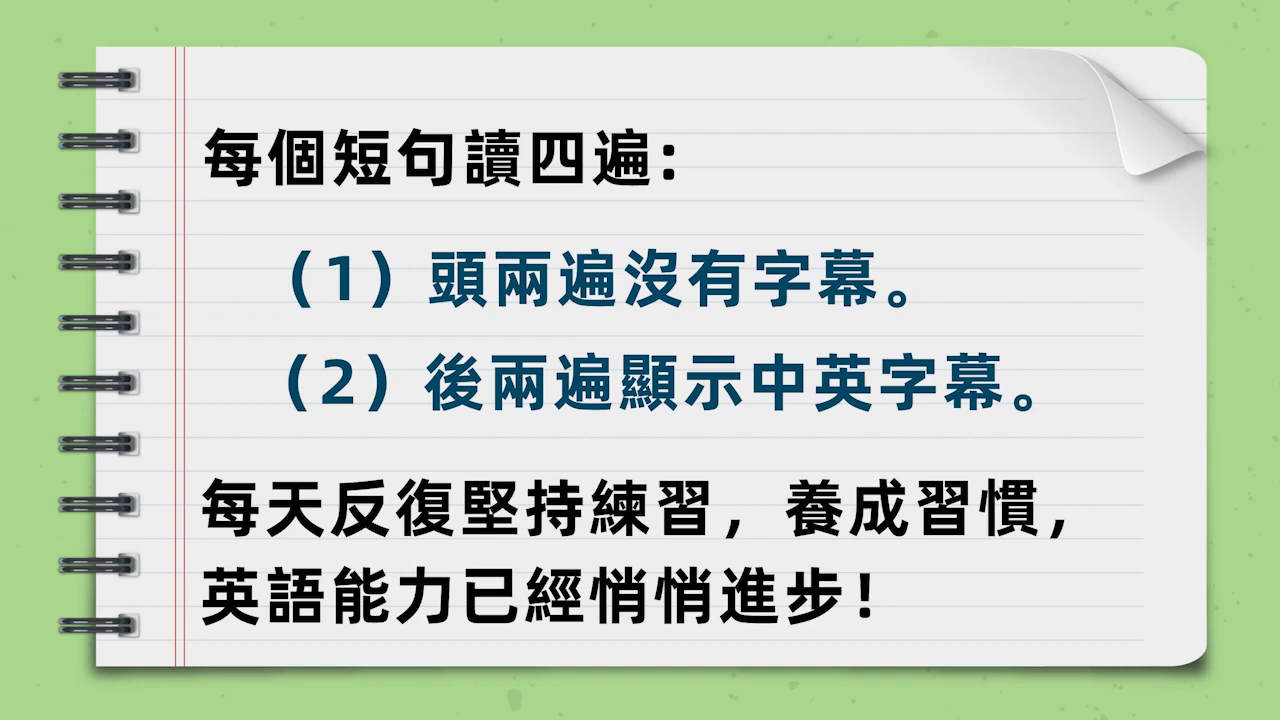 每個短句讀四遍:
（1）頭兩遍沒有字幕。
（2）後兩遍顯示中英字幕。
每天反復堅持練習，養成習慣，
英語能力已經悄悄進步！